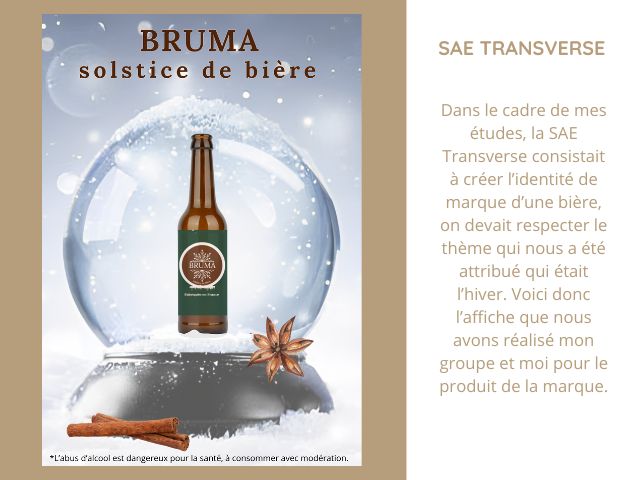 BRUMA
solstice de bière
BRUMA
*L'abus d'alcool est dangereux pour la santé, à consommer avec modération.
SAE TRANSVERSE
Dans le cadre de mes
études, la SAE
Transverse consistait
à créer l'identité de
marque d'une bière,
on devait respecter le
thème qui nous a été
attribué qui était
l'hiver. Voici donc
l'affiche que nous
avons réalisé mon
groupe et moi pour le
produit de la marque.